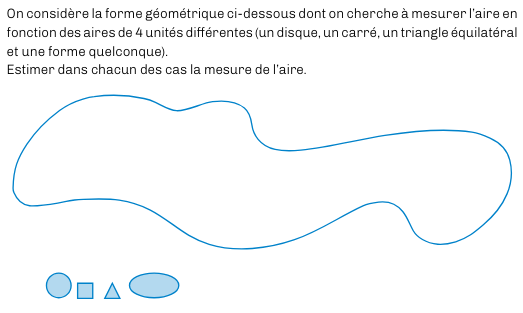 On considère la forme géométrique ci-dessous dont on cherche à mesurer l'aire en
fonction des aires de 4 unités différentes (un disque, un carré, un triangle équilatéral
et une forme quelconque).
Estimer dans chacun des cas la mesure de l'aire.